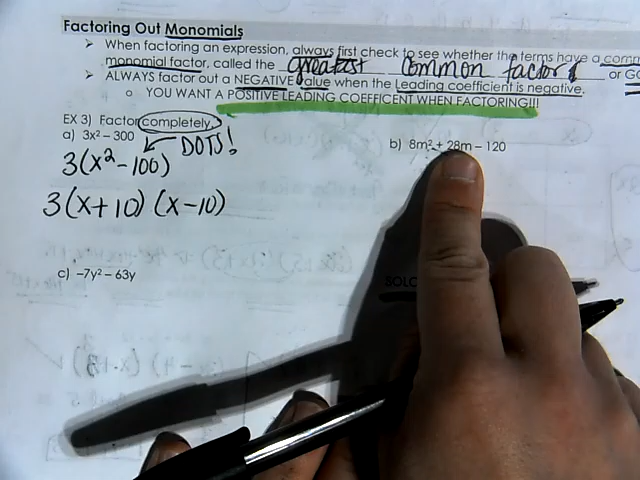 Factoring Out Monomials
When factoring an expression, always first check to see whether the terms have a
monomial factor, called the greatest common factor or
ALWAYS factor out a NEGATIVE value when the Leading coefficient is negative.
YOU WANT A POSITIVE LEADING COEFFICENT WHEN FACTORING!!!
EX 3) Factor completely.
a) 3x² – 300 DOTS!
b) 8m² + 28m – 120
3(x² – 100)
3(x + 10) (x – 10)
c) –7y² – 63y